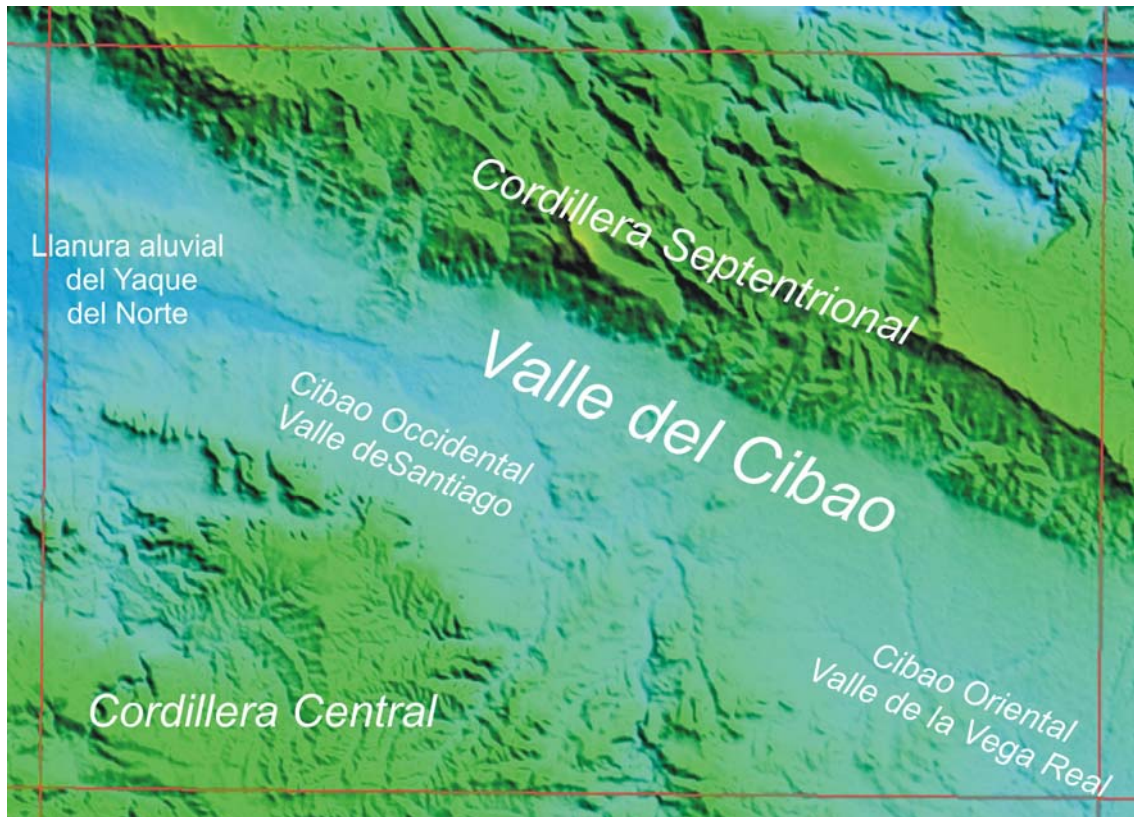 Cordillera Septentrional
Llanura aluvial
del Yaque
del Norte
Valle del Cibao
Cibao Occidental
Valle deSantiago
Cibao Oriental
Valle de la Vega Real
Cordillera Central